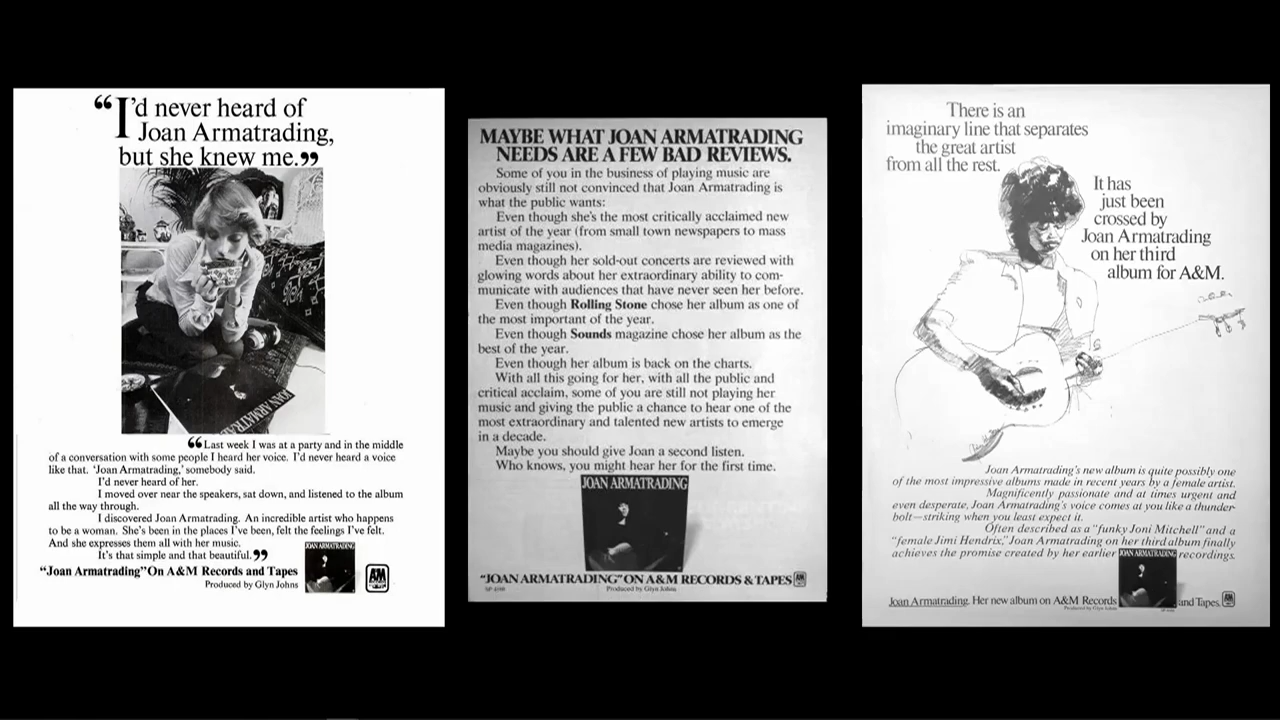 “I’d never heard of
Joan Armatrading,
but she knew me.”
JOAN ARMATRADING
“Last week I was at a party and in the middle
of a conversation with some people I heard her voice. I’d never heard a voice
like that. ‘Joan Armatrading,’ somebody said.
I’d never heard of her.
I moved over near the speakers, sat down, and listened to the album
all the way through.
I discovered Joan Armatrading. An incredible artist who happens
to be a woman. She’s been in the places I’ve been, felt the feelings I’ve felt.
And she expresses them all with her music.
It’s that simple and that beautiful.”
JOAN ARMATRADING
“Joan Armatrading” On A&M Records and Tapes
Produced by Glyn Johns
A&M
MAYBE WHAT JOAN ARMATRADING
NEEDS ARE A FEW BAD REVIEWS.
Some of you in the business of playing music are
obviously still not convinced that Joan Armatrading is
what the public wants:
Even though she’s the most critically acclaimed new
artist of the year (from small town newspapers to mass
media magazines).
Even though her sold-out concerts are reviewed with
glowing words about her extraordinary ability to com-
municate with audiences that have never seen her before.
Even though Rolling Stone chose her album as one of
the most important of the year.
Even though Sounds magazine chose her album as the
best of the year.
Even though her album is back on the charts.
With all this going for her, with all the public and
critical acclaim, some of you are still not playing her
music and giving the public a chance to hear one of the
most extraordinary and talented new artists to emerge
in a decade.
Maybe you should give Joan a second listen.
Who knows, you might hear her for the first time.
JOAN ARMATRADING
“JOAN ARMATRADING” ON A&M RECORDS & TAPES
Produced by Glyn Johns
There is an
imaginary line that separates
the great artist
from all the rest.
It has
just been
crossed by
Joan Armatrading
on her third
album for A&M.
Joan Armatrading’s new album is quite possibly one
of the most impressive albums made in recent years by a female artist.
Magnificently passionate and at times urgent and
even desperate, Joan Armatrading’s voice comes at you like a thunder-
bolt—striking when you least expect it.
Often described as a “funky Joni Mitchell” and a
“female Jimi Hendrix,” Joan Armatrading on her third album finally
achieves the promise created by her earlier recordings.
JOAN ARMATRADING
Joan Armatrading. Her new album on A&M Records and Tapes.
Produced by Glyn Johns